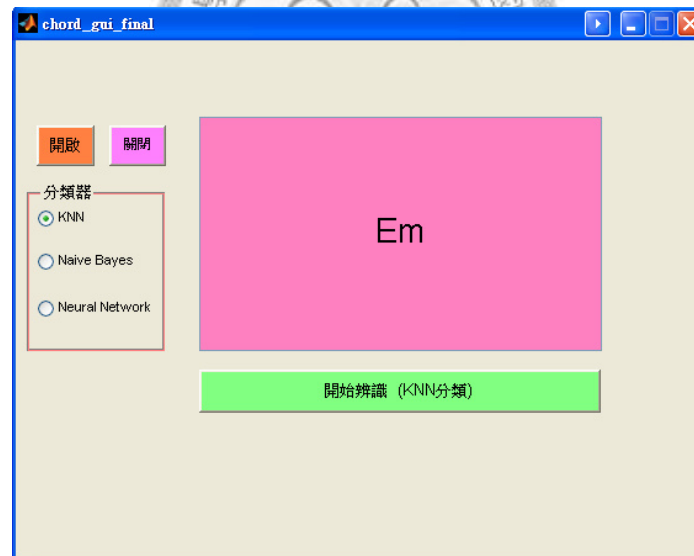 chord_gui_final
開啟
關閉
分類器
KNN
Naive Bayes
Neural Network
Em
開始辨識 (KNN分類)